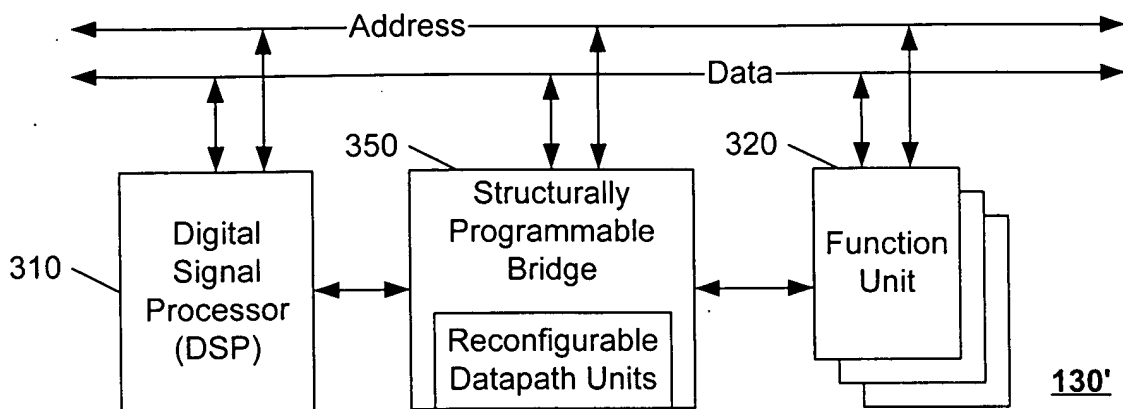 Address
Data
350
320
310
Digital
Signal
Processor
(DSP)
Structurally
Programmable
Bridge
Reconfigurable
Datapath Units
Function
Unit
130'